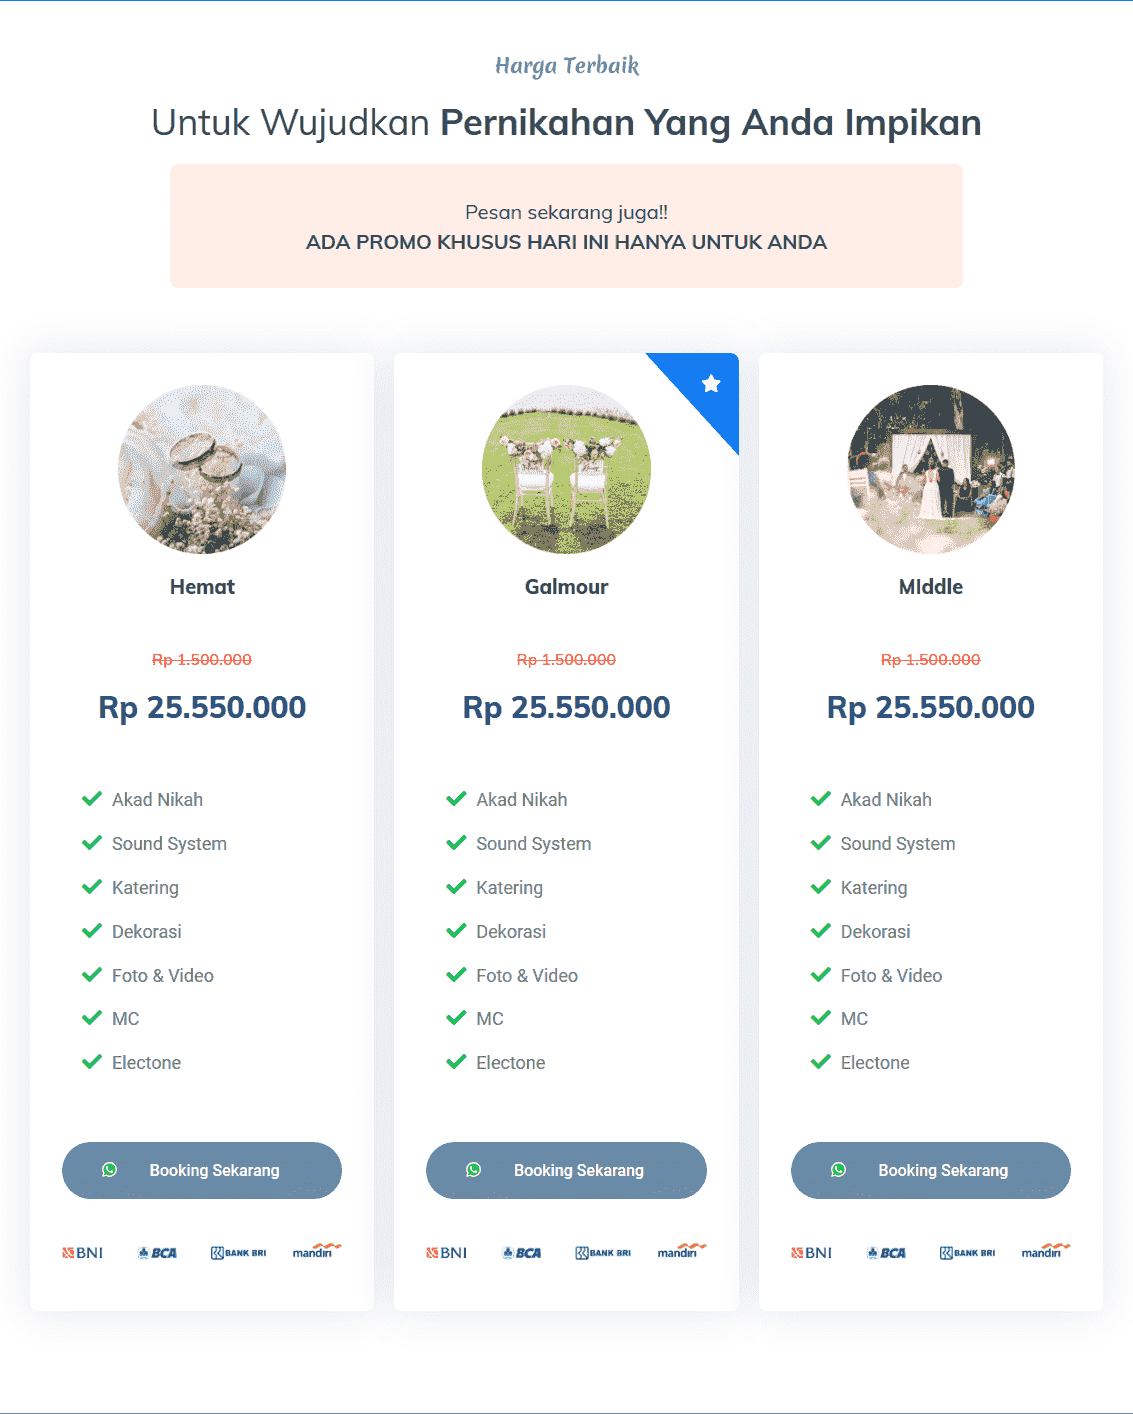 Harga Terbaik
Untuk Wujudkan Pernikahan Yang Anda Impikan
Pesan sekarang juga!!
ADA PROMO KHUSUS HARI INI HANYA UNTUK ANDA
Hemat
Rp 1.500.000
Rp 25.550.000
Akad Nikah
Sound System
Katering
Dekorasi
Foto & Video
MC
Electone
Booking Sekarang
BNI BCA BANK BRI mandiri
Galmour
Rp 1.500.000
Rp 25.550.000
Akad Nikah
Sound System
Katering
Dekorasi
Foto & Video
MC
Electone
Booking Sekarang
BNI BCA BANK BRI mandiri
MIddle
Rp 1.500.000
Rp 25.550.000
Akad Nikah
Sound System
Katering
Dekorasi
Foto & Video
MC
Electone
Booking Sekarang
BNI BCA BANK BRI mandiri